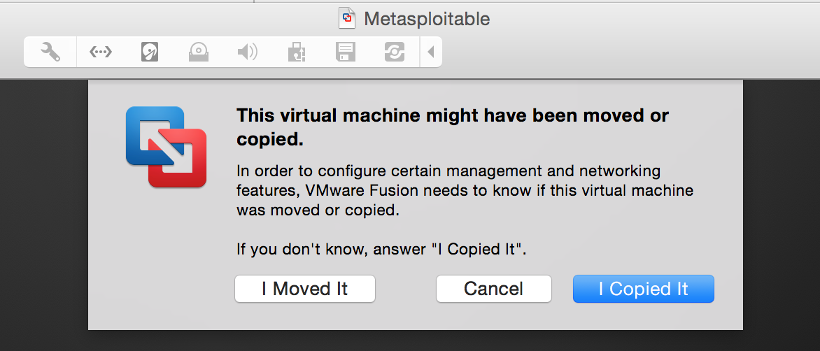 Metasploitable
This virtual machine might have been moved or
copied.
In order to configure certain management and networking
features, VMware Fusion needs to know if this virtual machine
was moved or copied.
If you don't know, answer "I Copied It".
I Moved It
Cancel
I Copied It